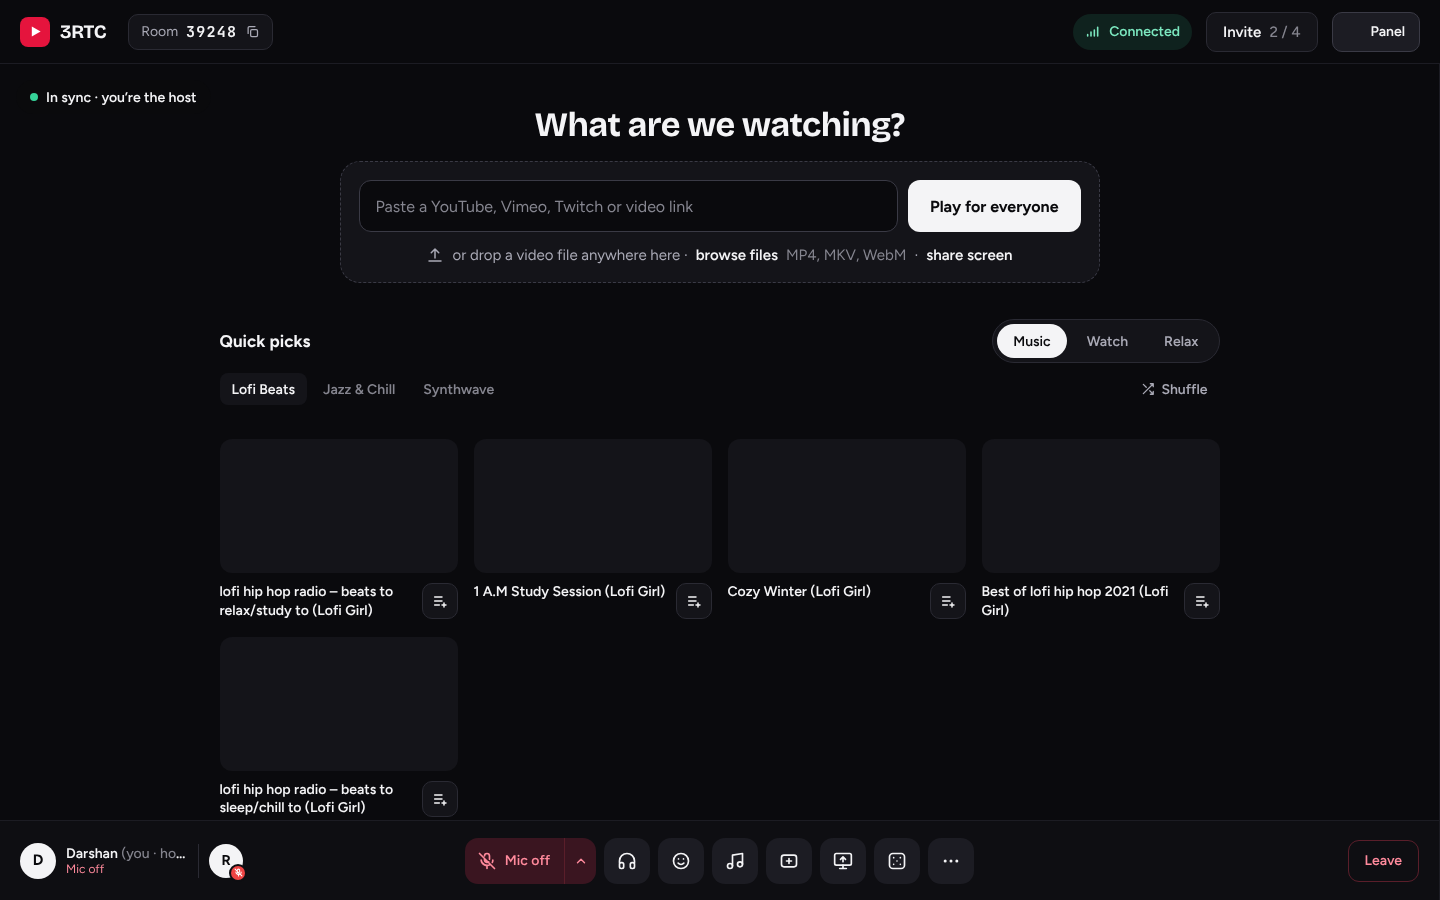 3RTC
Room 39248
Connected
Invite 2 / 4
Panel
In sync · you're the host
What are we watching?
Paste a YouTube, Vimeo, Twitch or video link
Play for everyone
or drop a video file anywhere here · browse files MP4, MKV, WebM · share screen
Quick picks
Music
Watch
Relax
Lofi Beats
Jazz & Chill
Synthwave
Shuffle
lofi hip hop radio – beats to
relax/study to (Lofi Girl)
1 A.M Study Session (Lofi Girl)
Cozy Winter (Lofi Girl)
Best of lofi hip hop 2021 (Lofi
Girl)
lofi hip hop radio – beats to
sleep/chill to (Lofi Girl)
D
Darshan (you · ho...
Mic off
R
Mic off
Leave